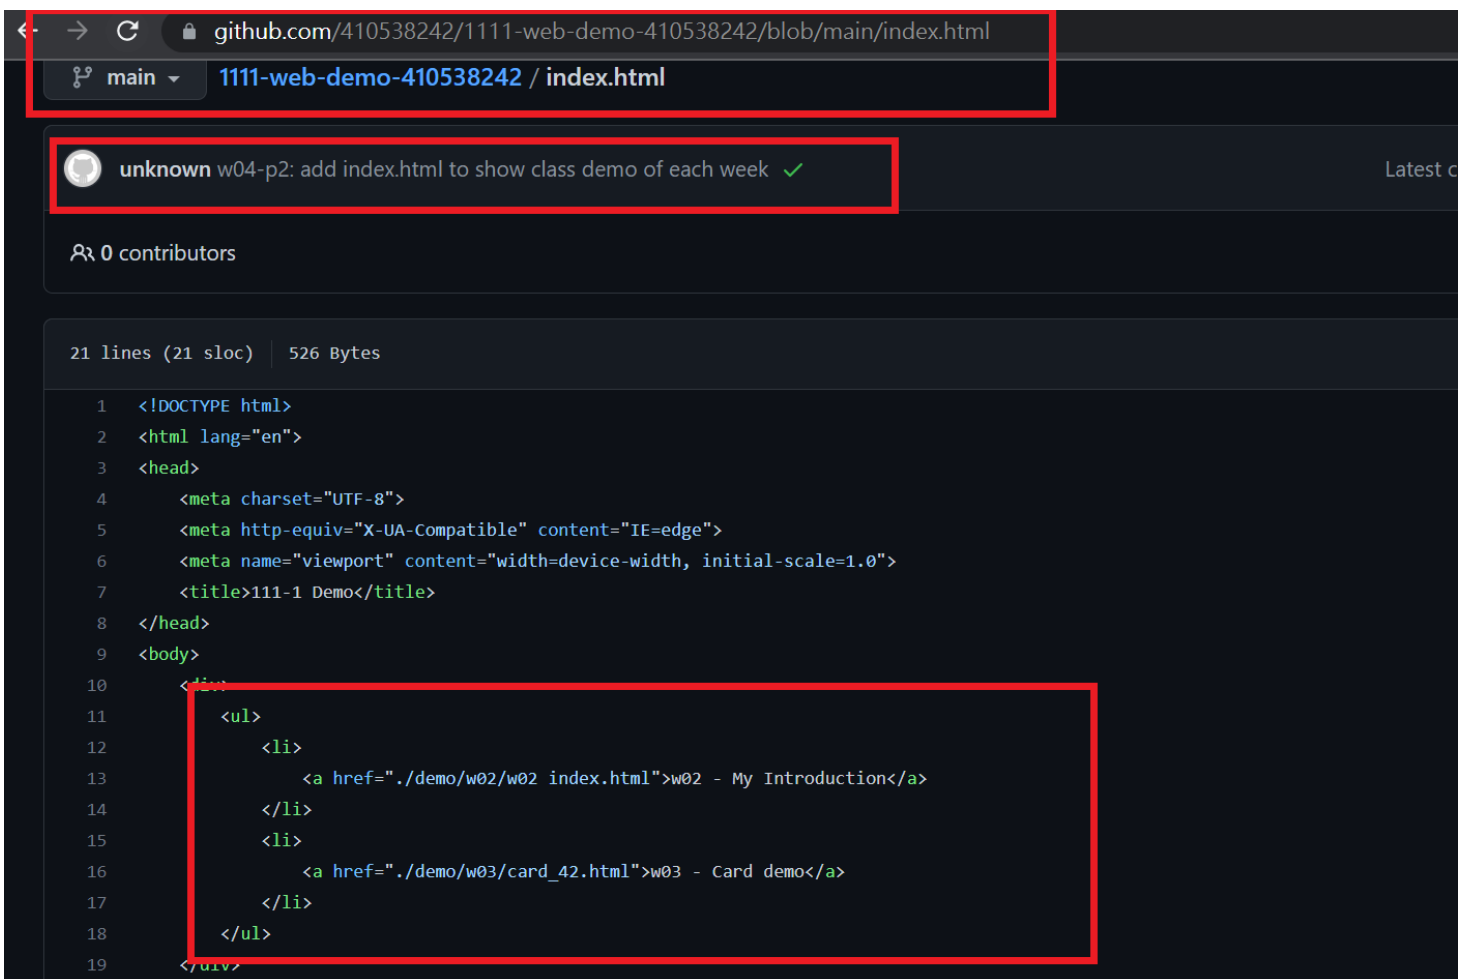 github.com/410538242/1111-web-demo-410538242/blob/main/index.html
main 1111-web-demo-410538242 / index.html
unknown w04-p2: add index.html to show class demo of each week Latest c
0 contributors
21 lines (21 sloc) 526 Bytes
1 <!DOCTYPE html>
2 <html lang="en">
3 <head>
4 <meta charset="UTF-8">
5 <meta http-equiv="X-UA-Compatible" content="IE=edge">
6 <meta name="viewport" content="width=device-width, initial-scale=1.0">
7 <title>111-1 Demo</title>
8 </head>
9 <body>
10 <div>
11 <ul>
12 <li>
13 <a href="./demo/w02/w02 index.html">w02 - My Introduction</a>
14 </li>
15 <li>
16 <a href="./demo/w03/card_42.html">w03 - Card demo</a>
17 </li>
18 </ul>
19 </div>